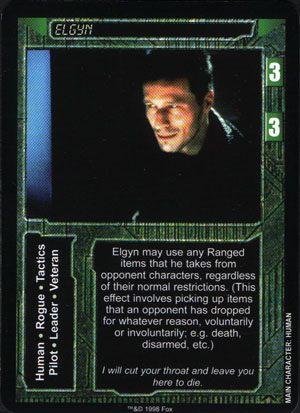 ELGYN
3
3
Human • Rogue • Tactics
Pilot • Leader • Veteran
Elgyn may use any Ranged
items that he takes from
opponent characters, regardless
of their normal restrictions. (This
effect involves picking up items
that an opponent has dropped
for whatever reason, voluntarily
or involuntarily; e.g. death,
disarmed, etc.)
I will cut your throat and leave you
here to die.
MAIN CHARACTER: HUMAN
™&© 1998 Fox